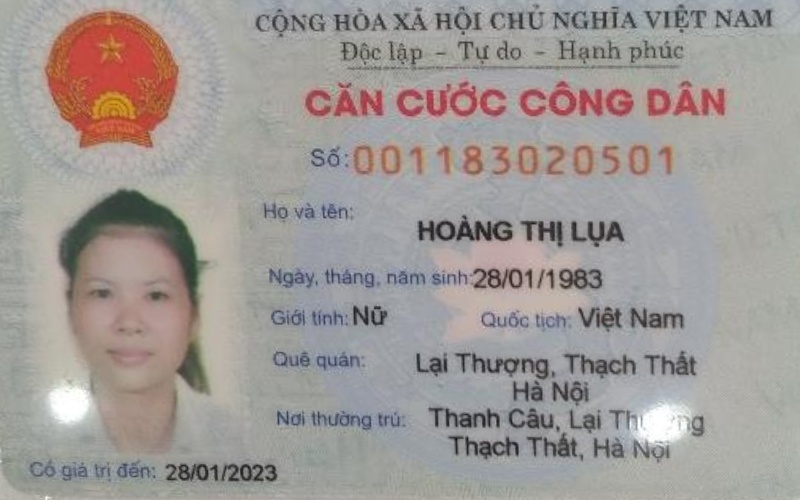 CỘNG HÒA XÃ HỘI CHỦ NGHĨA VIỆT NAM
Độc lập - Tự do - Hạnh phúc
CĂN CƯỚC CÔNG DÂN
Số: 001183020501
Họ và tên:
HOÀNG THỊ LỤA
Ngày, tháng, năm sinh: 28/01/1983
Giới tính: Nữ Quốc tịch: Việt Nam
Quê quán: Lại Thượng, Thạch Thất
Hà Nội
Nơi thường trú: Thanh Câu, Lại Thượng
Thạch Thất, Hà Nội
Có giá trị đến: 28/01/2023